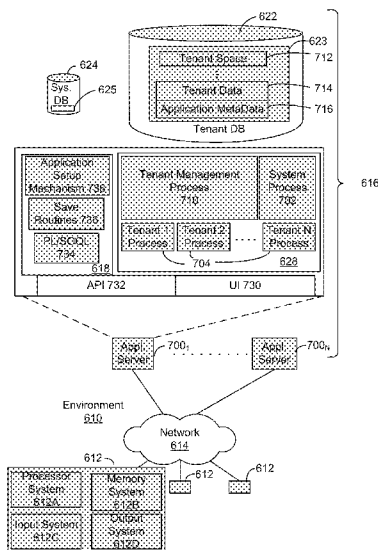 622
623
624
625
Sys.
DB
Tenant Space
712
Tenant Data
714
Application MetaData
716
Tenant DB
616
Application
Setup
Mechanism 738
Save
Routines 736
PL/SOQL
734
618
Tenant Management
Process
710
System
Process
702
Tenant 1
Process
Tenant 2
Process
Tenant N
Process
704
628
API 732
UI 730
Appl.
Server
700₁
Appl.
Server
700N
Environment
610
Network
614
612
612
612
Processor
System
612A
Memory
System
612B
Input System
612C
Output
System
612D